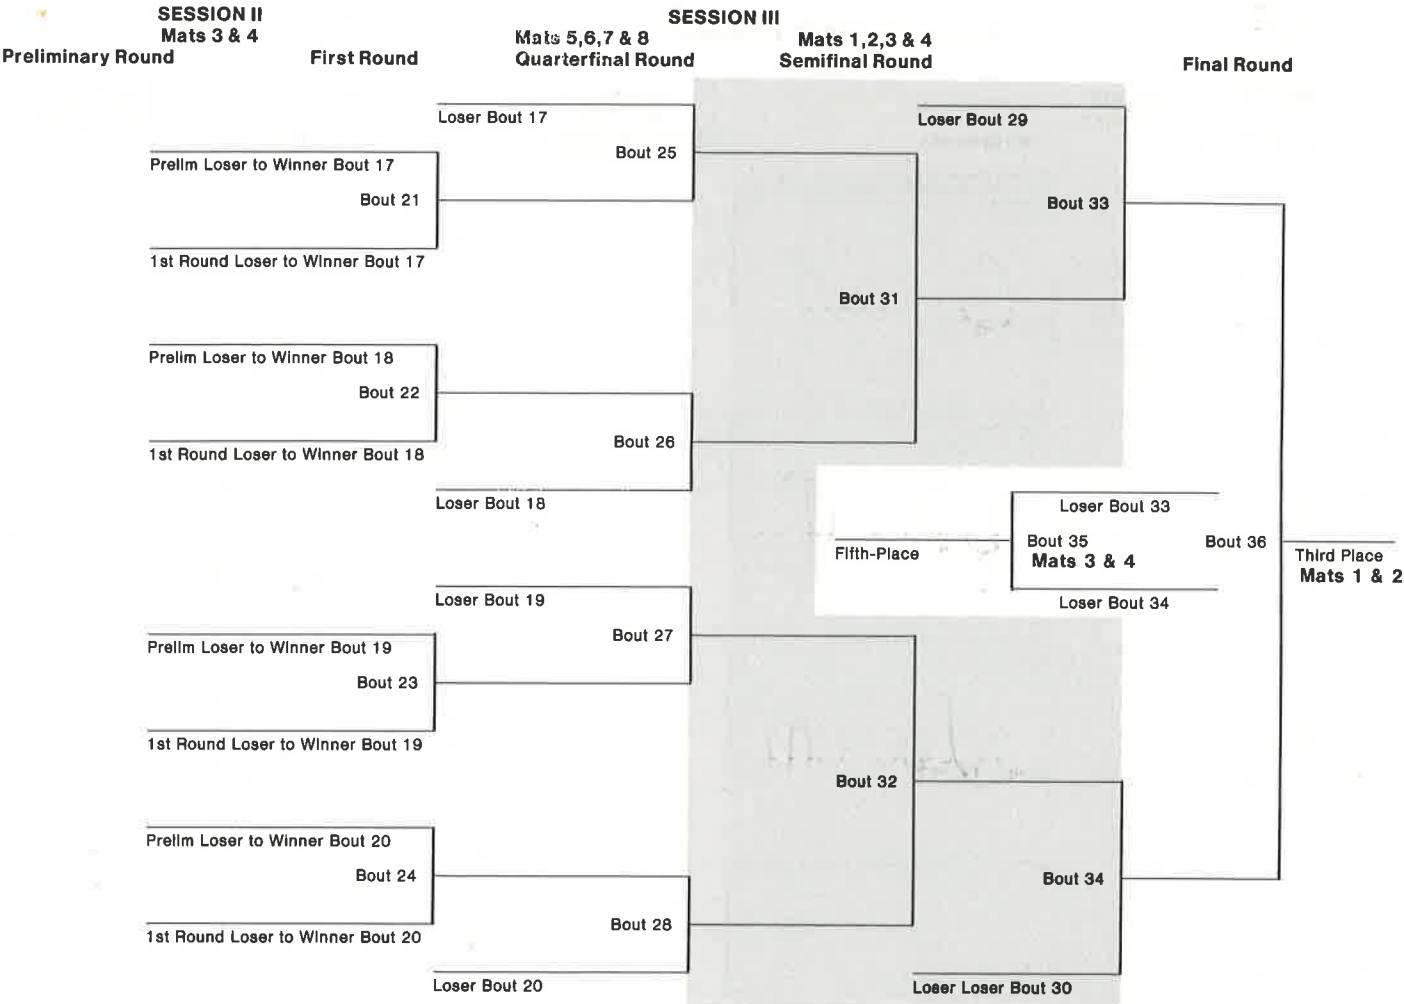 SESSION II
Mats 3 & 4
Preliminary Round
First Round
SESSION III
Mats 5,6,7 & 8
Quarterfinal Round
Mats 1,2,3 & 4
Semifinal Round
Final Round
Loser Bout 17
Loser Bout 29
Prelim Loser to Winner Bout 17
Bout 25
Bout 21
Bout 33
1st Round Loser to Winner Bout 17
Bout 31
Prelim Loser to Winner Bout 18
Bout 22
Bout 26
1st Round Loser to Winner Bout 18
Loser Bout 18
Loser Bout 33
Fifth-Place
Bout 35
Mats 3 & 4
Bout 36
Third Place
Mats 1 & 2
Loser Bout 19
Loser Bout 34
Bout 27
Prelim Loser to Winner Bout 19
Bout 23
1st Round Loser to Winner Bout 19
Bout 32
Prelim Loser to Winner Bout 20
Bout 24
Bout 34
Bout 28
1st Round Loser to Winner Bout 20
Loser Bout 20
Loser Loser Bout 30